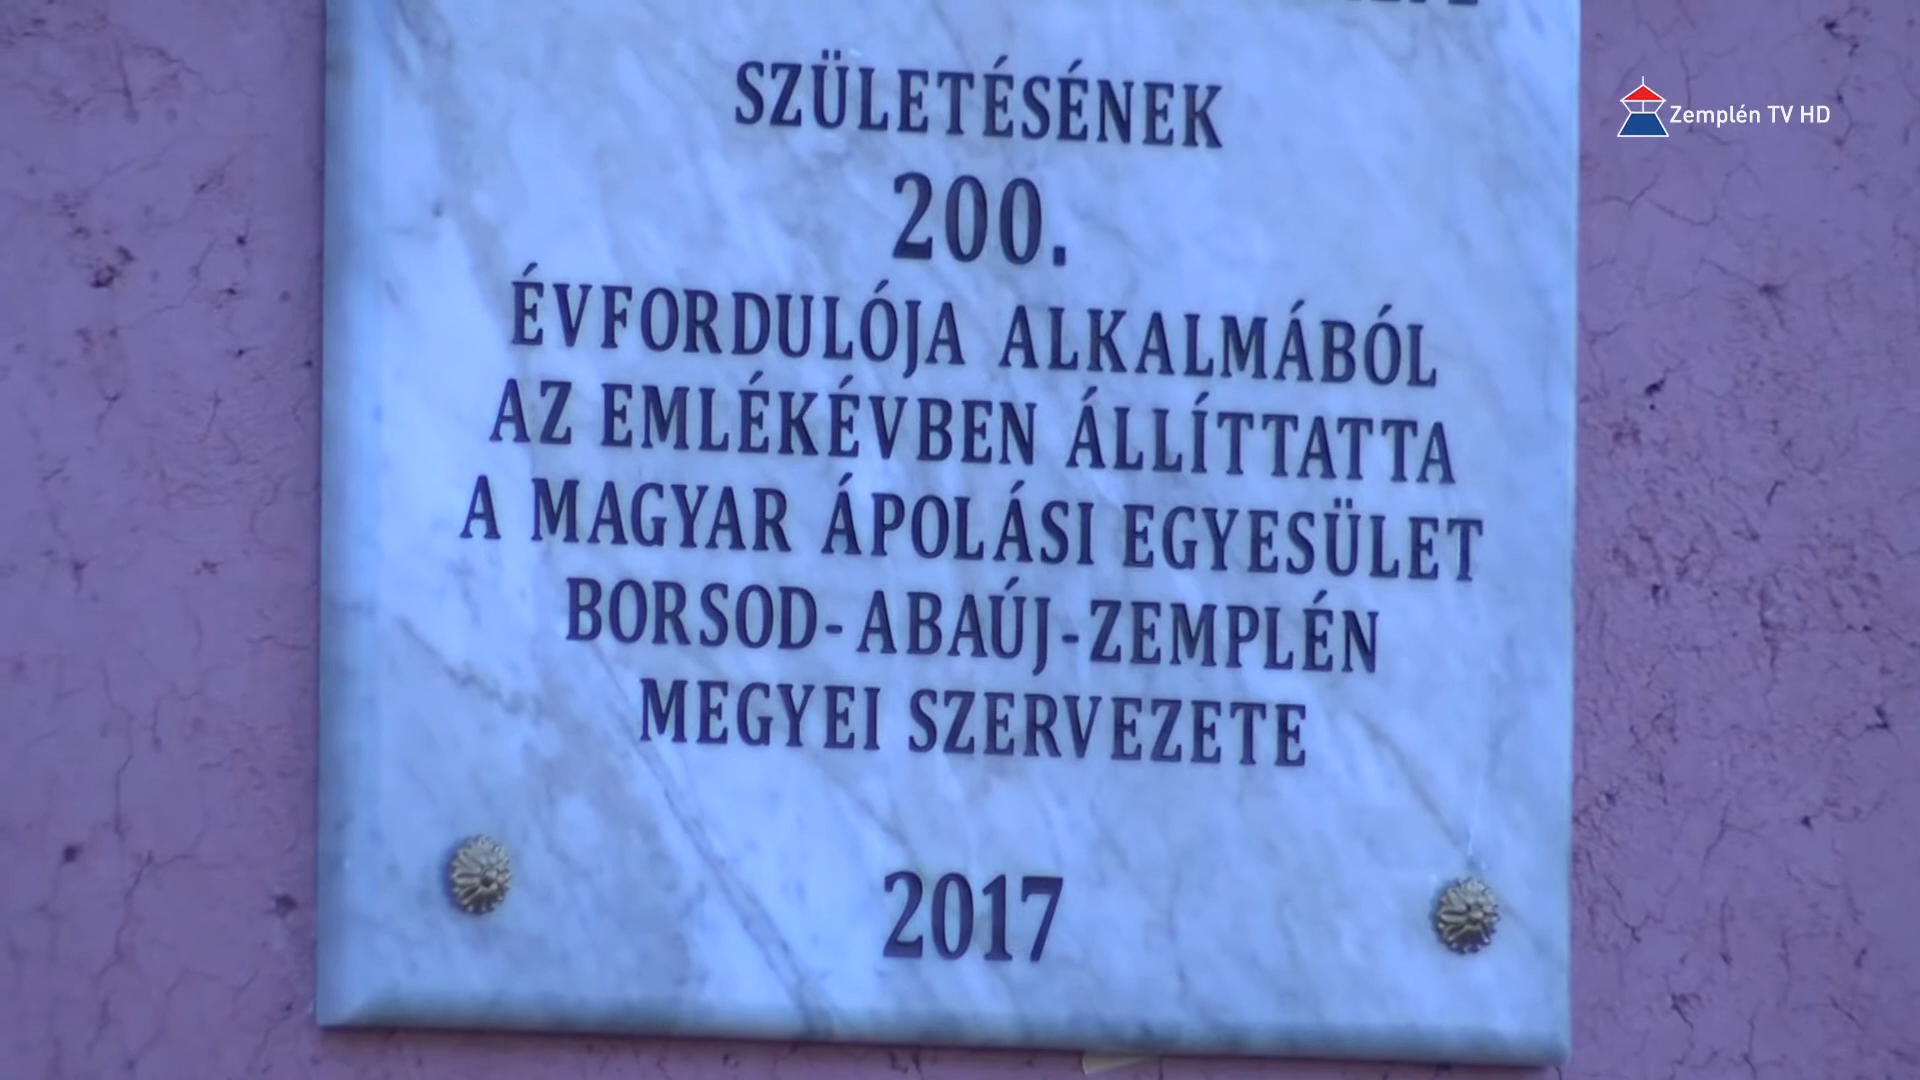 SZÜLETÉSÉNEK
200.
ÉVFORDULÓJA ALKALMÁBÓL
AZ EMLÉKÉVBEN ÁLLÍTTATTA
A MAGYAR ÁPOLÁSI EGYESÜLET
BORSOD-ABAÚJ-ZEMPLÉN
MEGYEI SZERVEZETE
2017
Zemplén TV HD